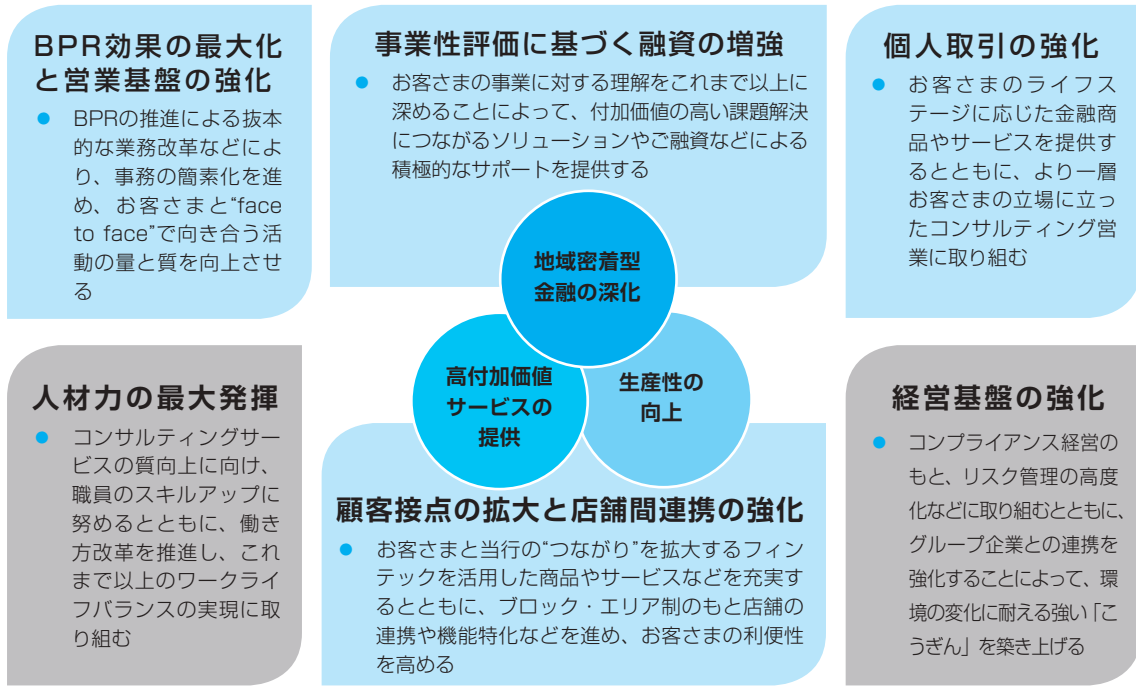 BPR効果の最大化
と営業基盤の強化
● BPRの推進による抜本
的な業務改革などによ
り、事務の簡素化を進
め、お客さまと“face
to face”で向き合う活
動の量と質を向上させ
る
事業性評価に基づく融資の増強
● お客さまの事業に対する理解をこれまで以上に
深めることによって、付加価値の高い課題解決
につながるソリューションやご融資などによる
積極的なサポートを提供する
個人取引の強化
● お客さまのライフス
テージに応じた金融商
品やサービスを提供す
るとともに、より一層
お客さまの立場に立っ
たコンサルティング営
業に取り組む
地域密着型
金融の深化
高付加価値
サービスの
提供
生産性の
向上
人材力の最大発揮
● コンサルティングサー
ビスの質向上に向け、
職員のスキルアップに
努めるとともに、働き
方改革を推進し、これ
まで以上のワークライ
フバランスの実現に取
り組む
顧客接点の拡大と店舗間連携の強化
● お客さまと当行の“つながり”を拡大するフィン
テックを活用した商品やサービスなどを充実す
るとともに、ブロック・エリア制のもと店舗の
連携や機能特化などを進め、お客さまの利便性
を高める
経営基盤の強化
● コンプライアンス経営の
もと、リスク管理の高度
化などに取り組むとともに、
グループ企業との連携を
強化することによって、環
境の変化に耐える強い「こ
うぎん」を築き上げる